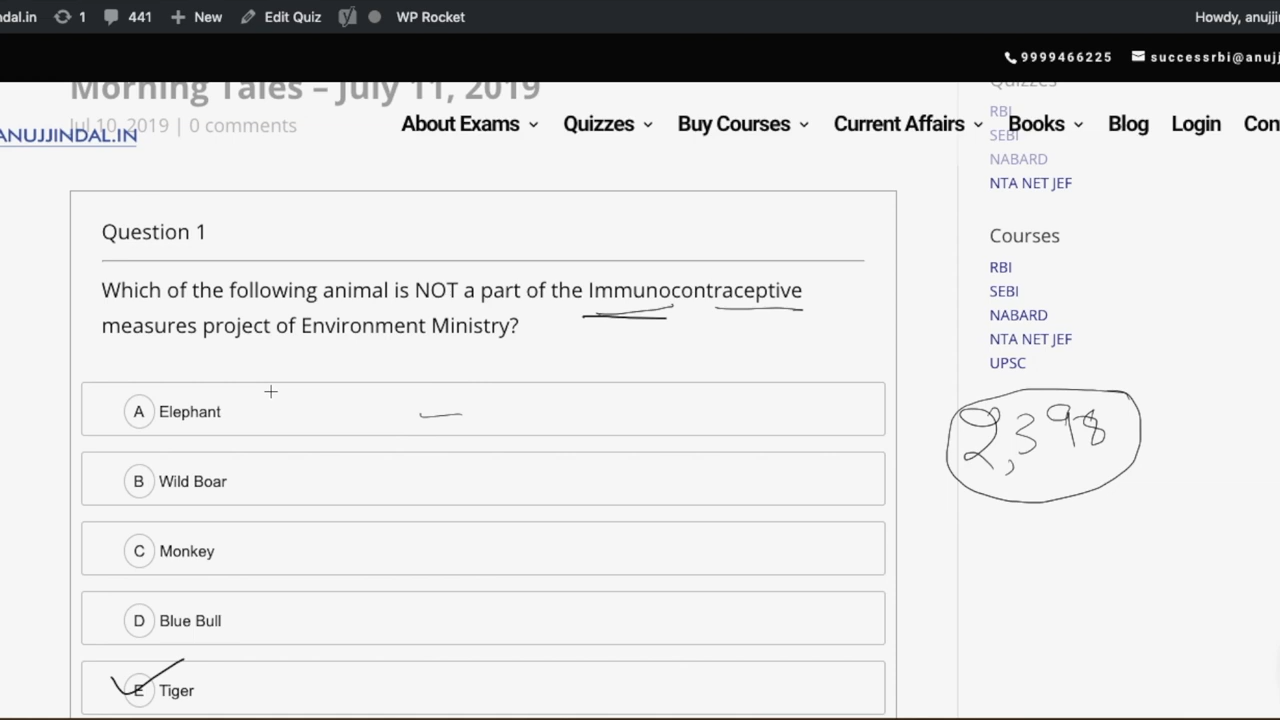 ndal.in 1 441 New Edit Quiz WP Rocket Howdy, anujji
9999466225 successrbi@anujj
Morning Tales – July 11, 2019
Jul 10, 2019 | 0 comments
ANUJJINDAL.IN
About Exams Quizzes Buy Courses Current Affairs Books Blog Login Con
Quizzes
RBI
SEBI
NABARD
NTA NET JEF
Question 1
Which of the following animal is NOT a part of the Immunocontraceptive
measures project of Environment Ministry?
A Elephant
B Wild Boar
C Monkey
D Blue Bull
E Tiger
Courses
RBI
SEBI
NABARD
NTA NET JEF
UPSC
2,398